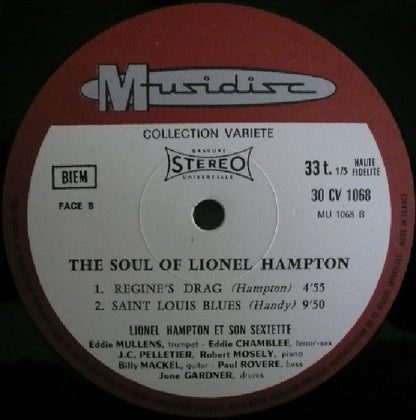 Musidisc
COLLECTION VARIETE
GRAVURE
STEREO
UNIVERSELLE
BIEM
33 t. 1/3 HAUTE FIDELITE
30 CV 1068
FACE B
MU 1068 B
THE SOUL OF LIONEL HAMPTON
1. REGINE'S DRAG (Hampton) 4'55
2. SAINT LOUIS BLUES (Handy) 9'50
LIONEL HAMPTON ET SON SEXTETTE
Eddie MULLENS, trumpet - Eddie CHAMBLEE, tenor-sax
J.C. PELLETIER, Robert MOSELY, piano
Billy MACKEL, guitar - Paul ROVERE, bass
June GARDNER, drums
MADE IN FRANCE